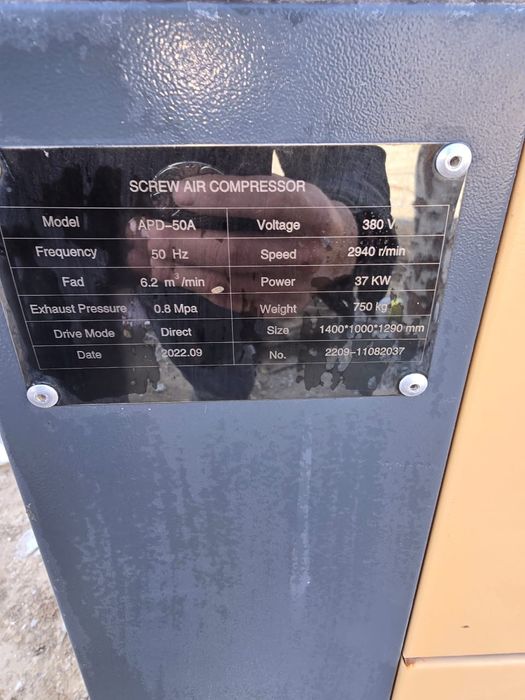 SCREW AIR COMPRESSOR
Model APD-50A Voltage 380 V
Frequency 50 Hz Speed 2940 r/min
Fad 6.2 m³/min Power 37 KW
Exhaust Pressure 0.8 Mpa Weight 750 kg
Drive Mode Direct Size 1400*1000*1290 mm
Date 2022.09 No. 2209-11082037